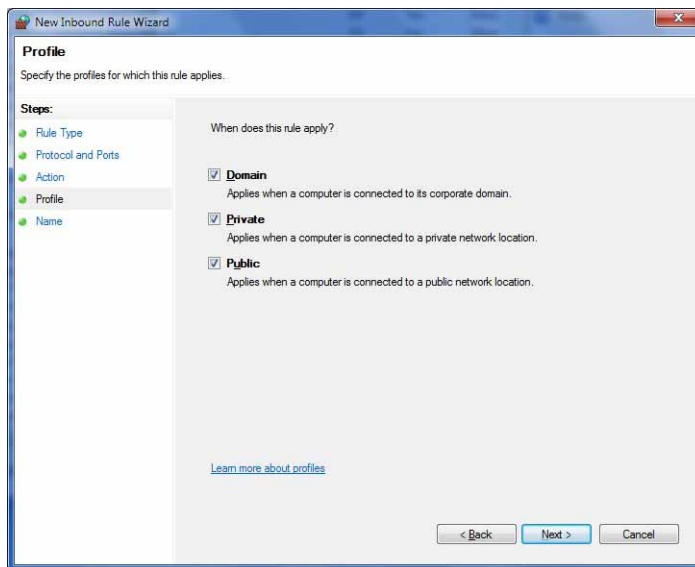 New Inbound Rule Wizard
Profile
Specify the profiles for which this rule applies.
Steps:
Rule Type
Protocol and Ports
Action
Profile
Name
When does this rule apply?
Domain
Applies when a computer is connected to its corporate domain.
Private
Applies when a computer is connected to a private network location.
Public
Applies when a computer is connected to a public network location.
Learn more about profiles
< Back
Next >
Cancel